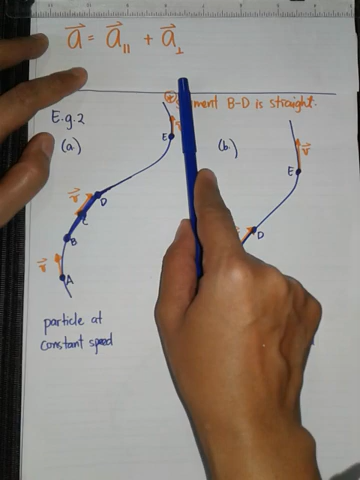 a⃗ = a⃗∥ + a⃗⊥
segment B-D is straight.
E.g.2
(a) (b)
E v⃗ E
v⃗ D
C D
B
v⃗ A
particle at
constant speed